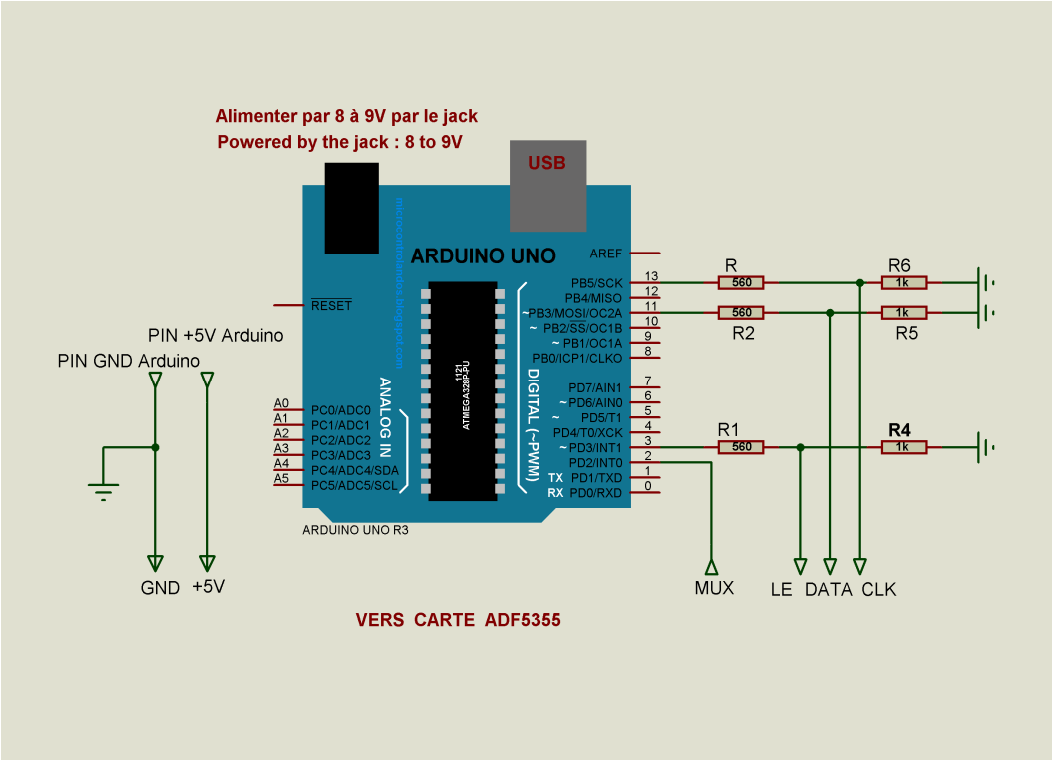 Alimenter par 8 à 9V par le jack
Powered by the jack : 8 to 9V
USB
microcontrolandos.blogspot.com
ARDUINO UNO
AREF
RESET
PB5/SCK 13
PB4/MISO 12
~PB3/MOSI/OC2A 11
~ PB2/SS/OC1B 10
~ PB1/OC1A 9
PB0/ICP1/CLKO 8
R
560
R6
1k
560
R2
1k
R5
PIN +5V Arduino
PIN GND Arduino
1121
ATMEGA328P-PU
DIGITAL (~PWM)
ANALOG IN
PD7/AIN1 7
~PD6/AIN0 6
~ PD5/T1 5
PD4/T0/XCK 4
~PD3/INT1 3
PD2/INT0 2
TX PD1/TXD 1
RX PD0/RXD 0
A0 PC0/ADC0
A1 PC1/ADC1
A2 PC2/ADC2
A3 PC3/ADC3
A4 PC4/ADC4/SDA
A5 PC5/ADC5/SCL
R1
560
R4
1k
ARDUINO UNO R3
GND +5V
MUX
LE DATA CLK
VERS CARTE ADF5355